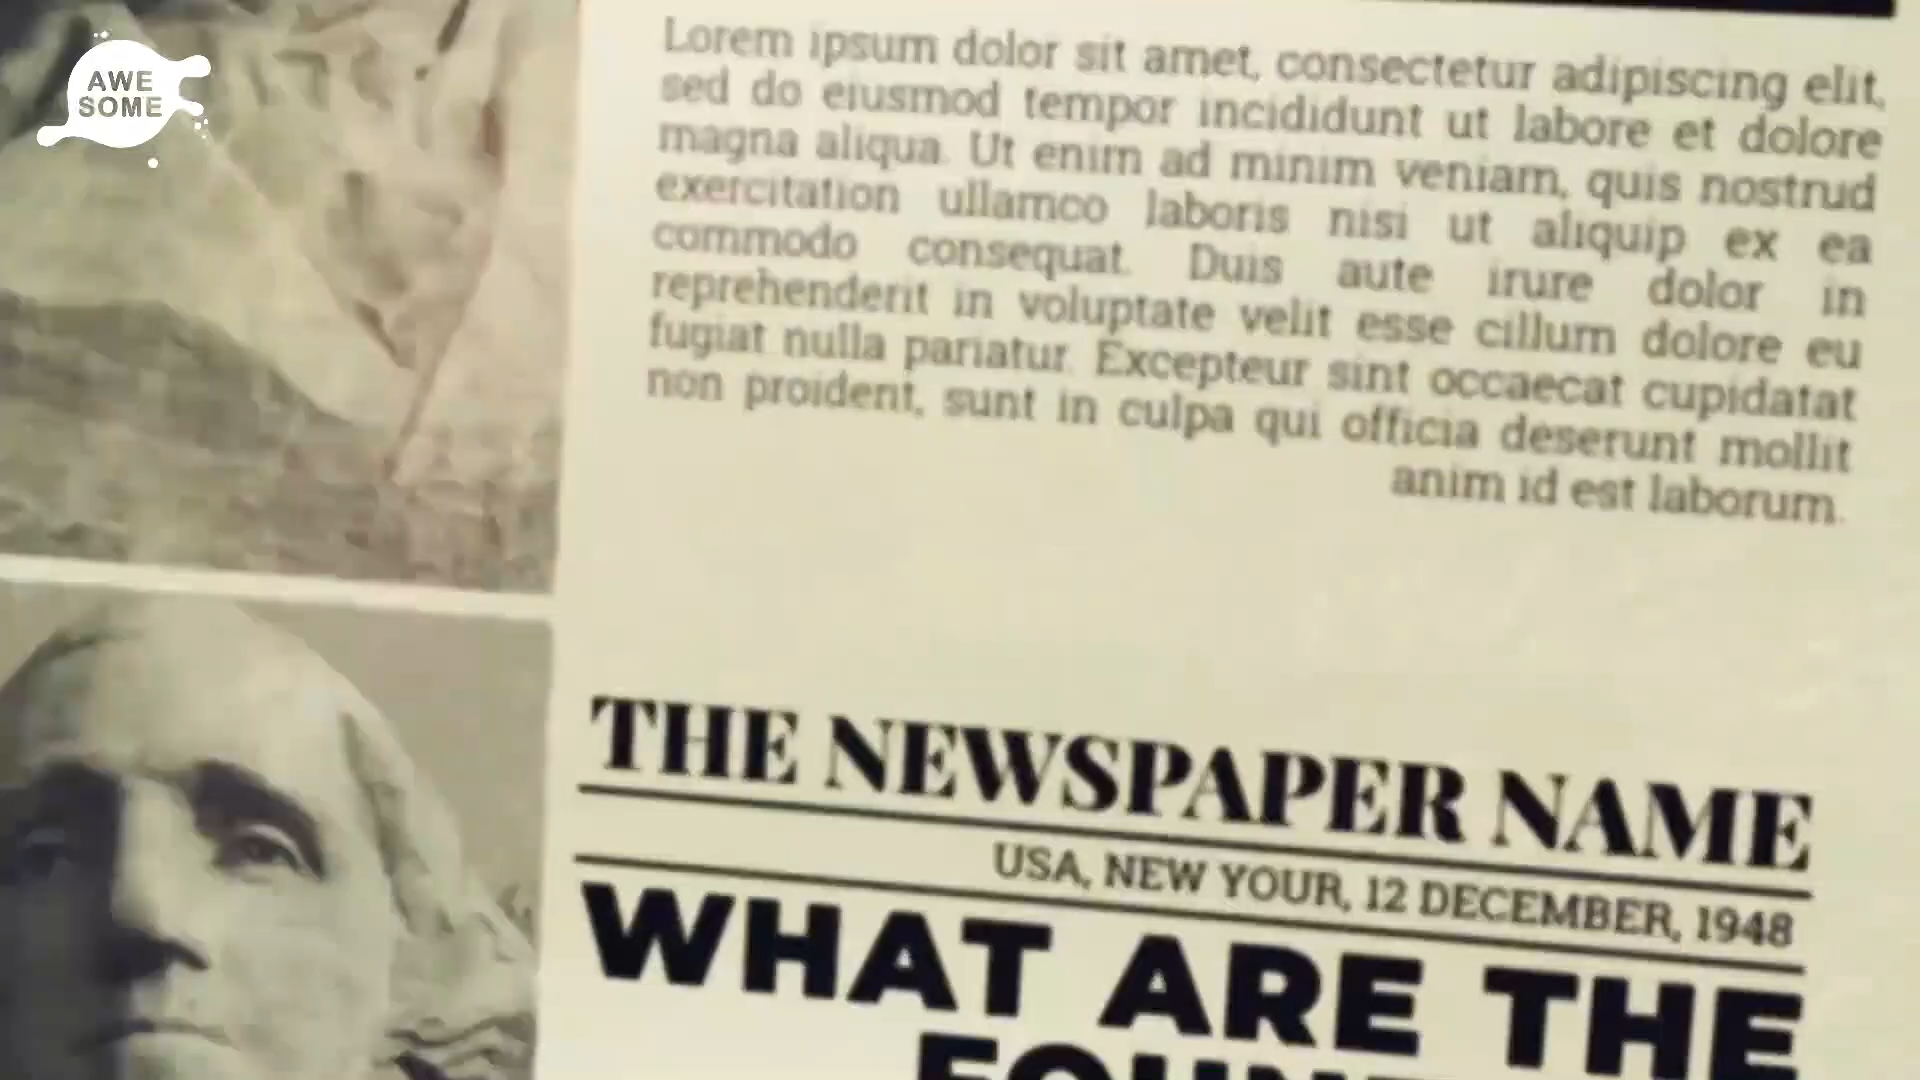 AWE
SOME
Lorem ipsum dolor sit amet, consectetur adipiscing elit,
sed do eiusmod tempor incididunt ut labore et dolore
magna aliqua. Ut enim ad minim veniam, quis nostrud
exercitation ullamco laboris nisi ut aliquip ex ea
commodo consequat. Duis aute irure dolor in
reprehenderit in voluptate velit esse cillum dolore eu
fugiat nulla pariatur. Excepteur sint occaecat cupidatat
non proident, sunt in culpa qui officia deserunt mollit
anim id est laborum.
THE NEWSPAPER NAME
USA, NEW YOUR, 12 DECEMBER, 1948
WHAT ARE THE